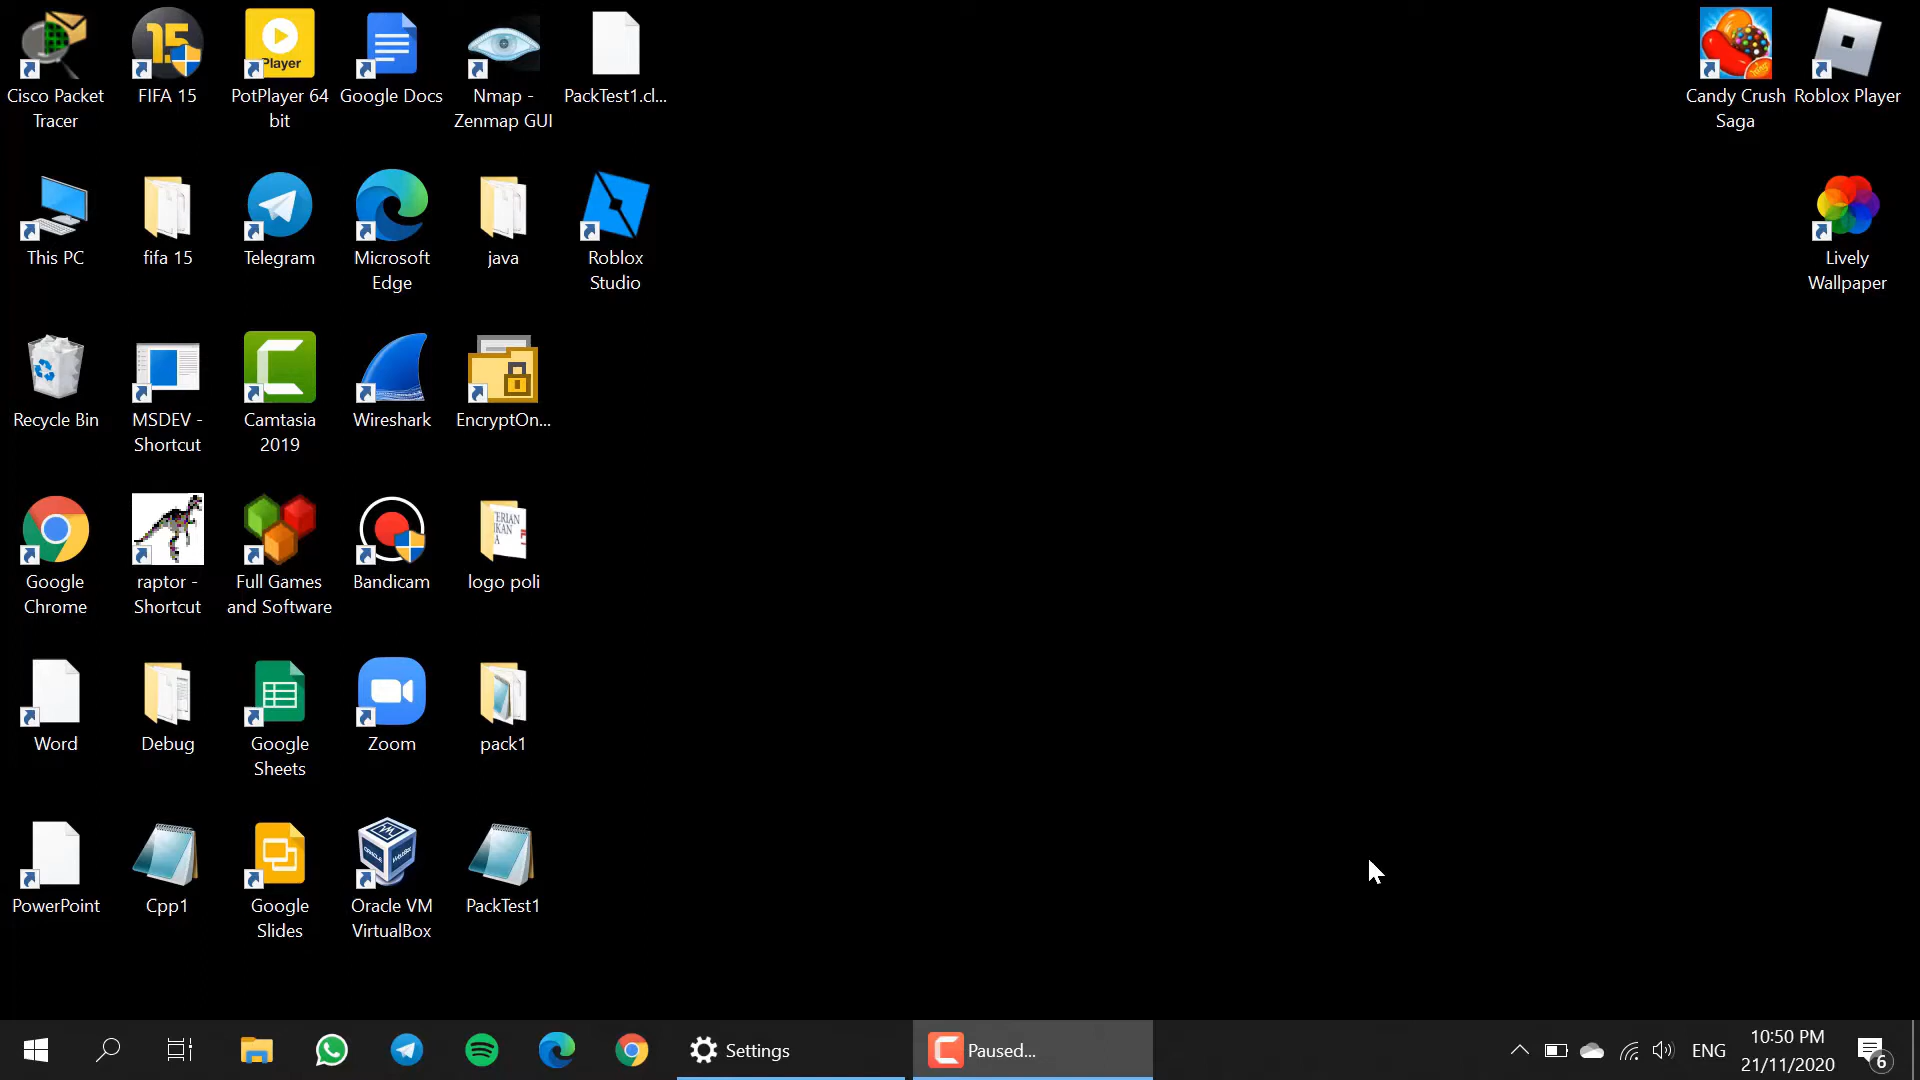 Cisco Packet
Tracer
15
FIFA 15
Player
PotPlayer 64
bit
Google Docs
Nmap -
Zenmap GUI
PackTest1.cl...
Candy Crush
Saga
Roblox Player
This PC
fifa 15
Telegram
Microsoft
Edge
java
Roblox
Studio
Lively
Wallpaper
Recycle Bin
MSDEV -
Shortcut
Camtasia
2019
Wireshark
EncryptOn...
Google
Chrome
raptor -
Shortcut
Full Games
and Software
Bandicam
logo poli
Word
Debug
Google
Sheets
Zoom
pack1
PowerPoint
Cpp1
Google
Slides
Oracle VM
VirtualBox
PackTest1
Settings
Paused...
ENG
10:50 PM
21/11/2020
6